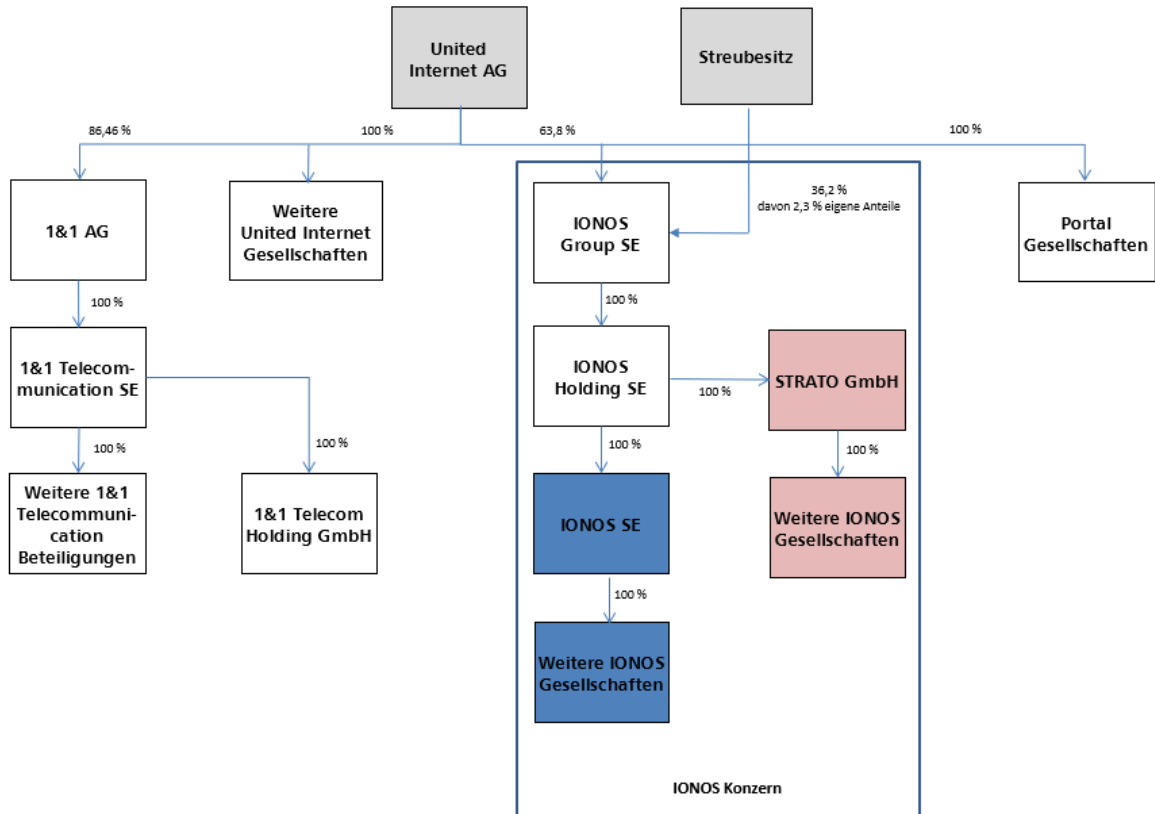 United
Internet AG
Streubesitz
86,46 %
100 %
63,8 %
100 %
1&1 AG
Weitere
United Internet
Gesellschaften
IONOS
Group SE
36,2 %
davon 2,3 % eigene Anteile
Portal
Gesellschaften
100 %
100 %
1&1 Telecom-
munication SE
IONOS
Holding SE
100 %
STRATO GmbH
100 %
100 %
100 %
100 %
Weitere 1&1
Telecommuni-
cation
Beteiligungen
1&1 Telecom
Holding GmbH
IONOS SE
Weitere IONOS
Gesellschaften
100 %
Weitere IONOS
Gesellschaften
IONOS Konzern